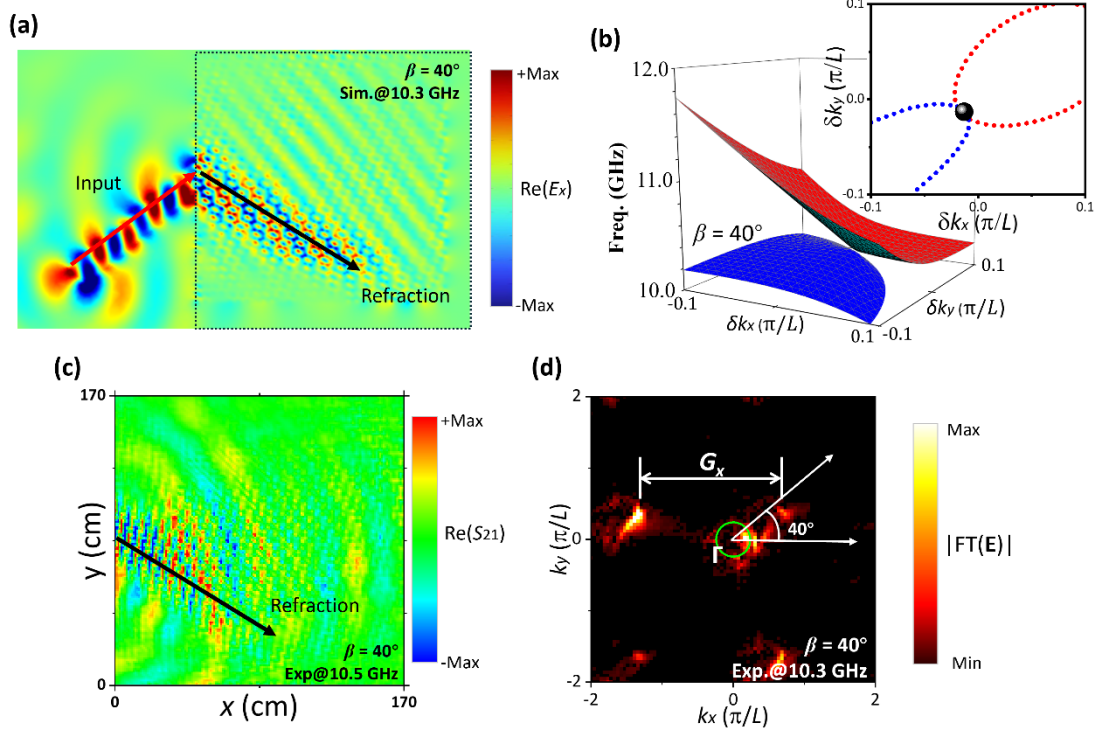 (a)
β = 40°
Sim.@10.3 GHz
Input
Refraction
+Max
Re(Ex)
-Max
(b)
12.0
11.0
10.0
Freq. (GHz)
β = 40°
-0.1
δkx (π/L)
0.1
-0.1
δky (π/L)
0.1
0.1
0.0
-0.1
δky (π/L)
-0.1
0.0
0.1
δkx (π/L)
(c)
170
y (cm)
0
Refraction
β = 40°
Exp@10.5 GHz
0
x (cm)
170
+Max
Re(S21)
-Max
(d)
2
0
-2
ky (π/L)
Gx
40°
Γ
β = 40°
Exp.@10.3 GHz
-2
0
2
kx (π/L)
Max
|FT(E)|
Min